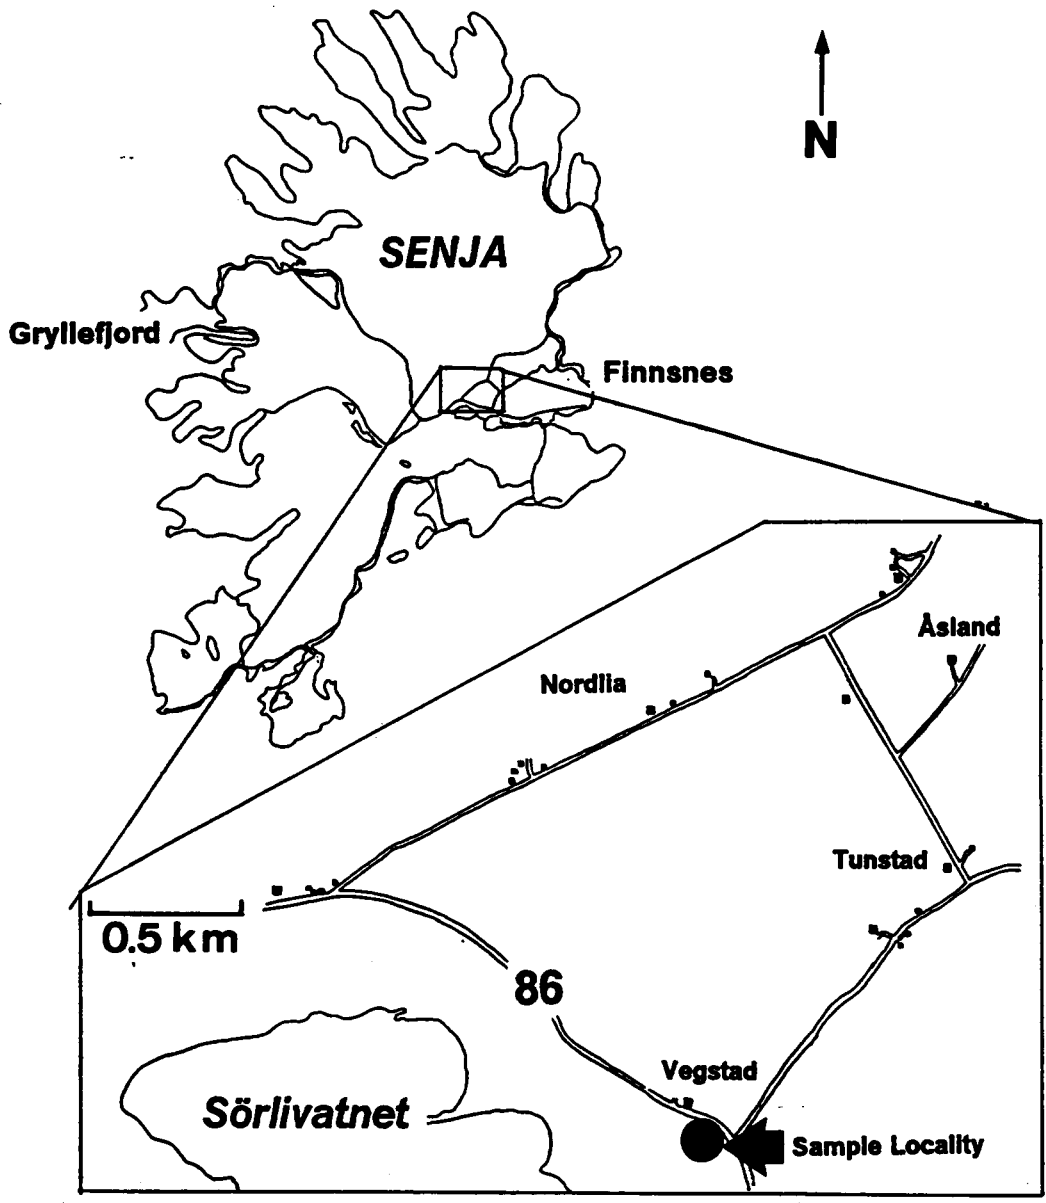 N
SENJA
Gryllefjord
Finnsnes
Åsland
Nordlia
Tunstad
0.5 km
86
Vegstad
Sörlivatnet
Sample Locality